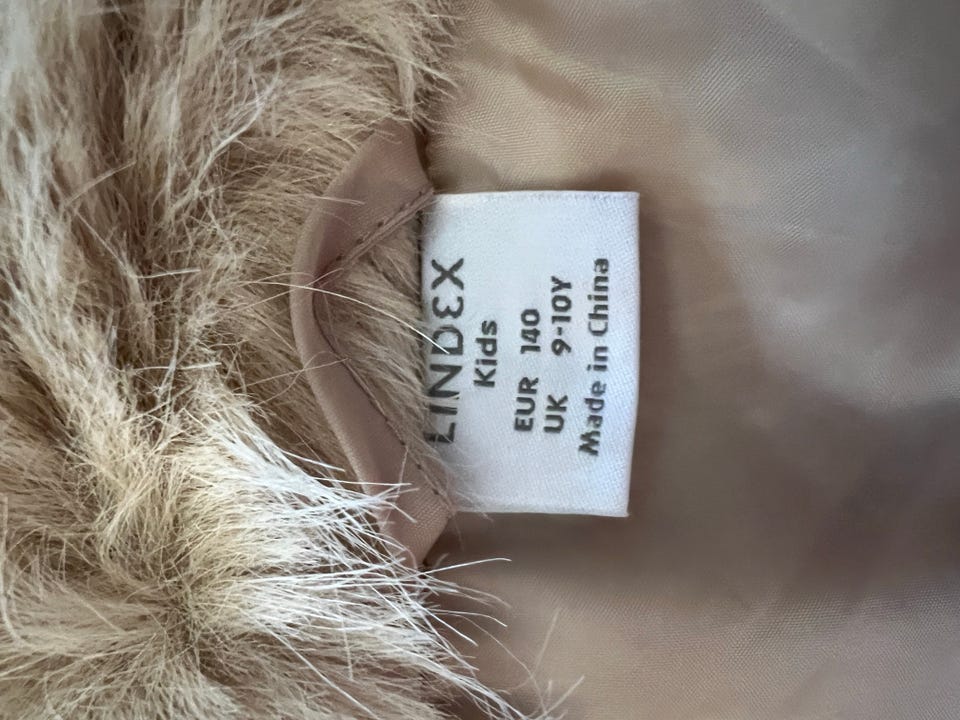 LINDEX
Kids
EUR 140
UK 9-10Y
Made in China